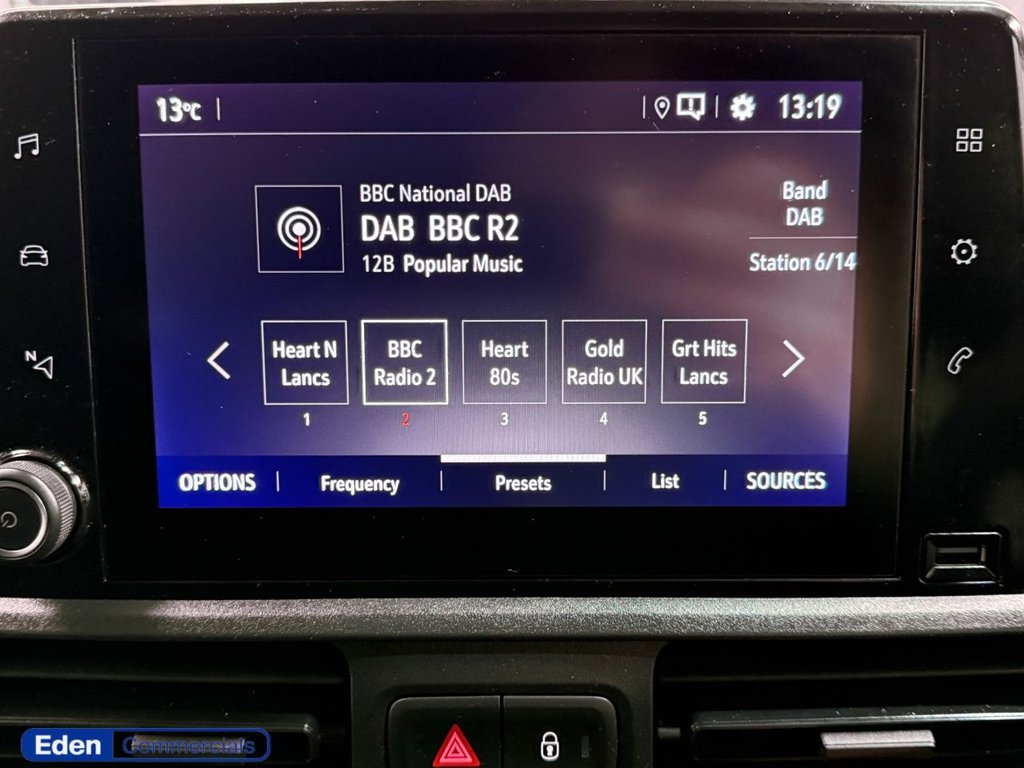 13°C
13:19
BBC National DAB
DAB BBC R2
12B Popular Music
Band
DAB
Station 6/14
Heart N
Lancs
BBC
Radio 2
Heart
80s
Gold
Radio UK
Grt Hits
Lancs
1 2 3 4 5
OPTIONS Frequency Presets List SOURCES
N
Eden Commercials